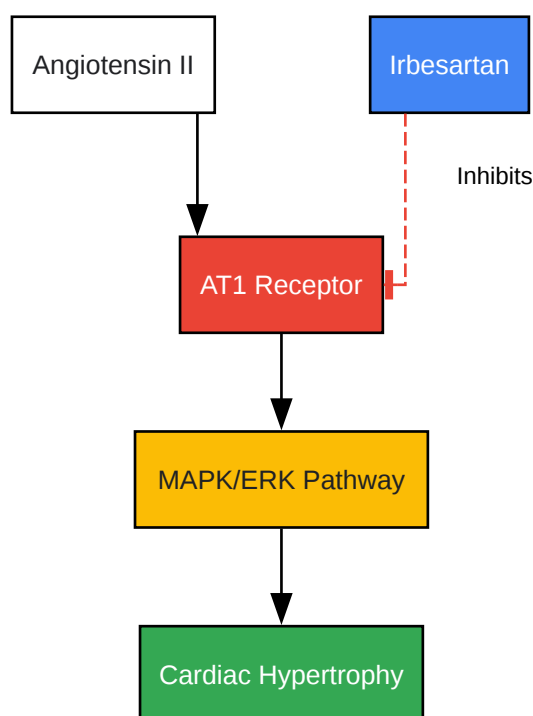 Angiotensin II
Irbesartan
Inhibits
AT1 Receptor
MAPK/ERK Pathway
Cardiac Hypertrophy